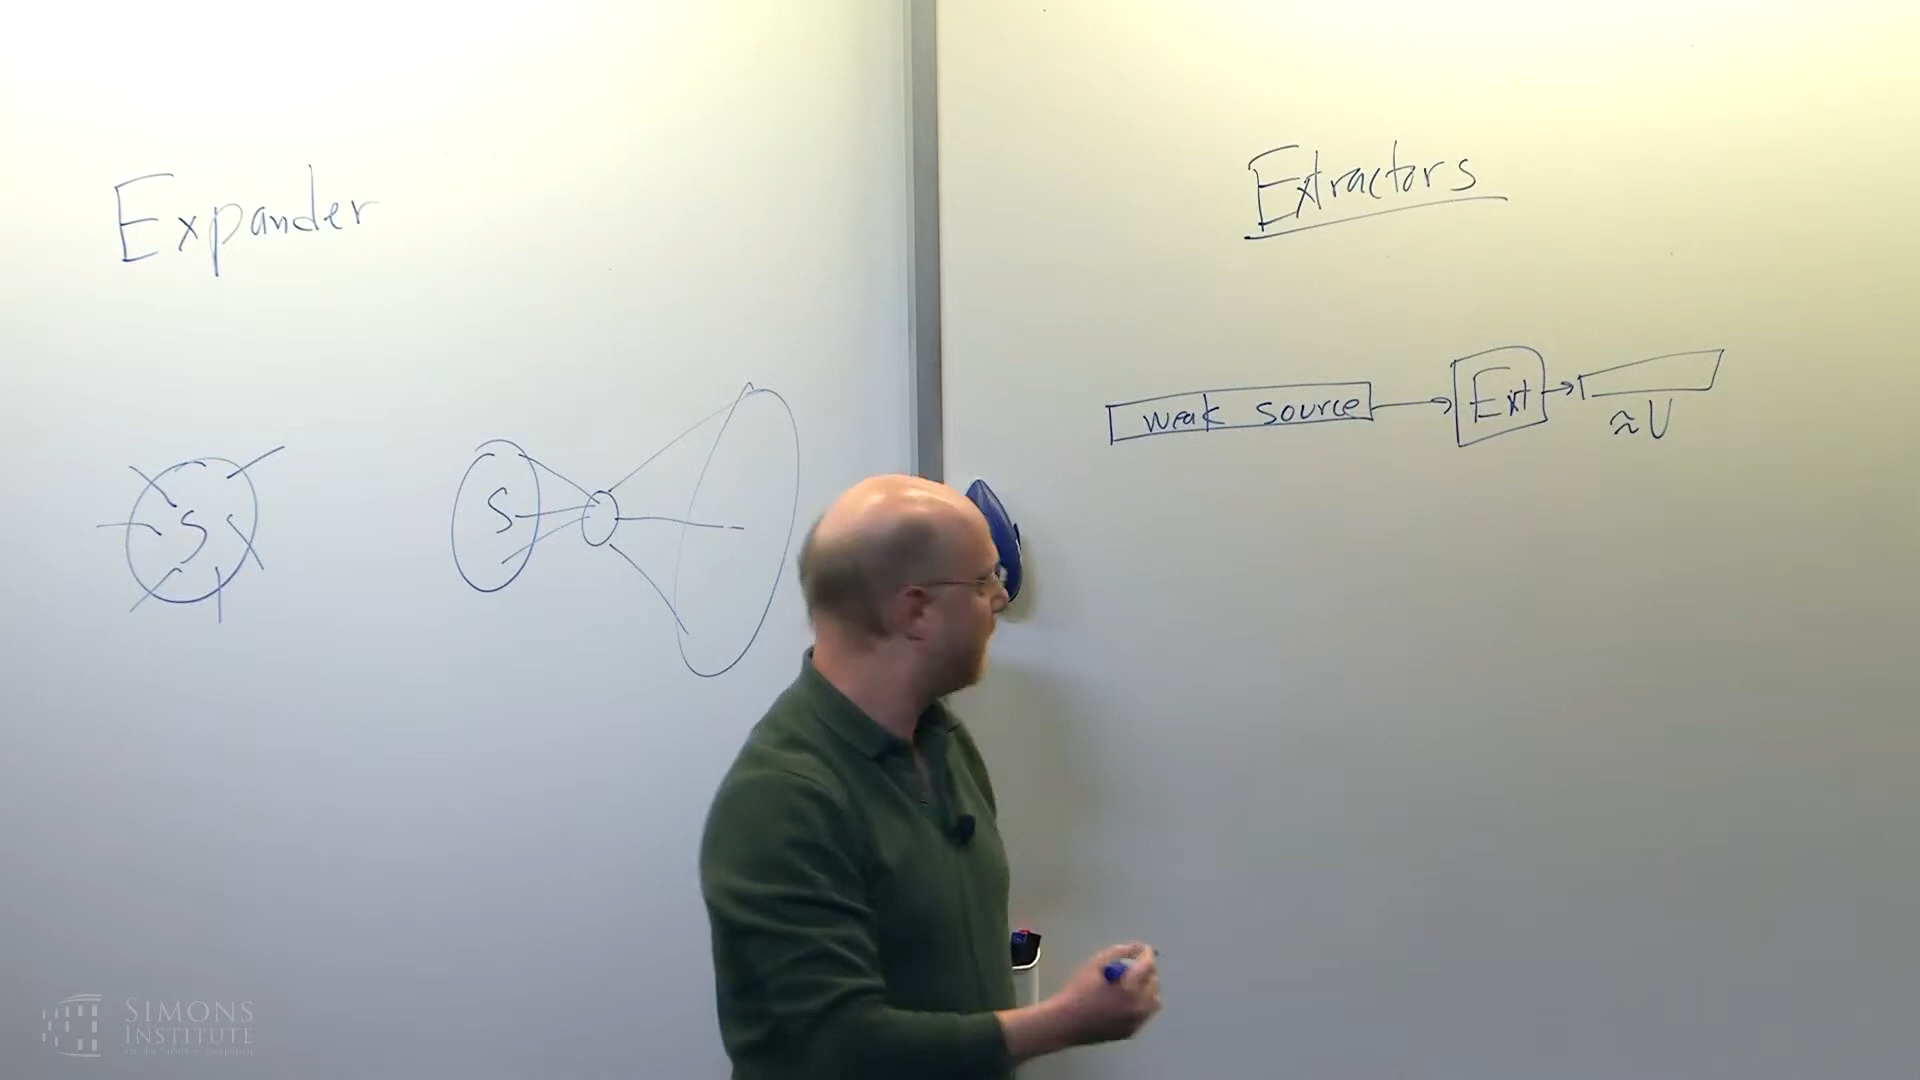 Expander
S
S
Extractors
weak source
Ext
≈ U
SIMONS
INSTITUTE